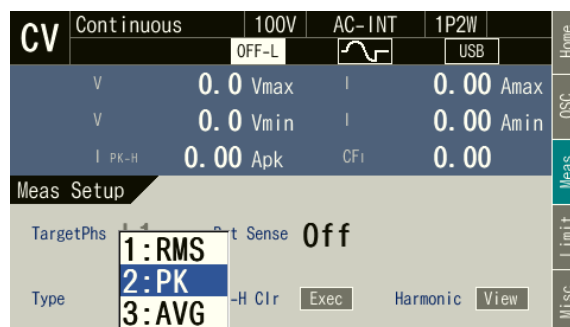 CV Continuous 100V AC-INT 1P2W
OFF-L USB
V 0.0 Vmax I 0.00 Amax
V 0.0 Vmin I 0.00 Amin
I PK-H 0.00 Apk CFI 0.00
Meas Setup
TargetPhs Sense Off
1:RMS
2:PK
3:AVG
Type -H Clr Exec Harmonic View
Home
OSC
Meas
Limit
Misc